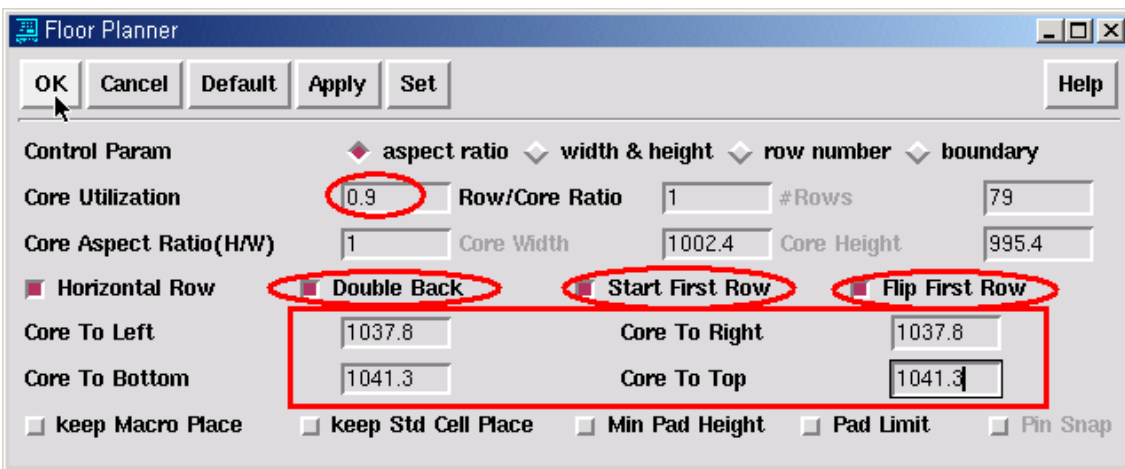 Floor Planner
OK Cancel Default Apply Set Help
Control Param aspect ratio width & height row number boundary
Core Utilization 0.9 Row/Core Ratio 1 #Rows 79
Core Aspect Ratio(H/W) 1 Core Width 1002.4 Core Height 995.4
Horizontal Row Double Back Start First Row Flip First Row
Core To Left 1037.8 Core To Right 1037.8
Core To Bottom 1041.3 Core To Top 1041.3
keep Macro Place keep Std Cell Place Min Pad Height Pad Limit Pin Snap